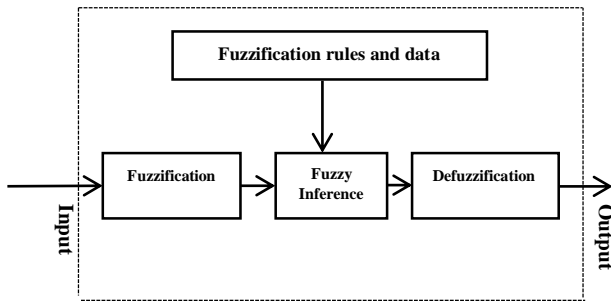 Fuzzification rules and data
Fuzzification
Fuzzy
Inference
Defuzzification
Input
Output